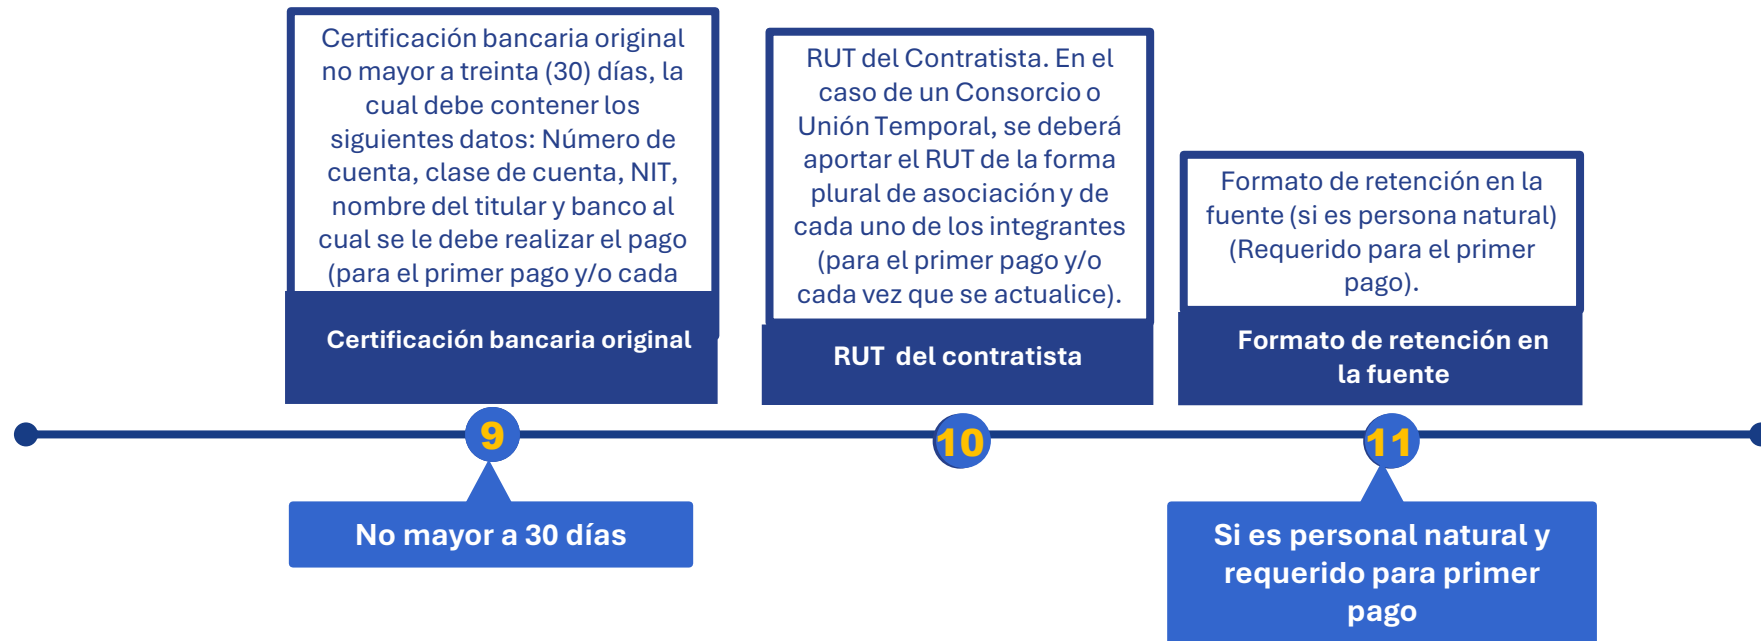 Certificación bancaria original
no mayor a treinta (30) días, la
cual debe contener los
siguientes datos: Número de
cuenta, clase de cuenta, NIT,
nombre del titular y banco al
cual se le debe realizar el pago
(para el primer pago y/o cada
Certificación bancaria original
9
No mayor a 30 días
RUT del Contratista. En el
caso de un Consorcio o
Unión Temporal, se deberá
aportar el RUT de la forma
plural de asociación y de
cada uno de los integrantes
(para el primer pago y/o
cada vez que se actualice).
RUT del contratista
10
Formato de retención en la
fuente (si es persona natural)
(Requerido para el primer
pago).
Formato de retención en
la fuente
11
Si es personal natural y
requerido para primer
pago